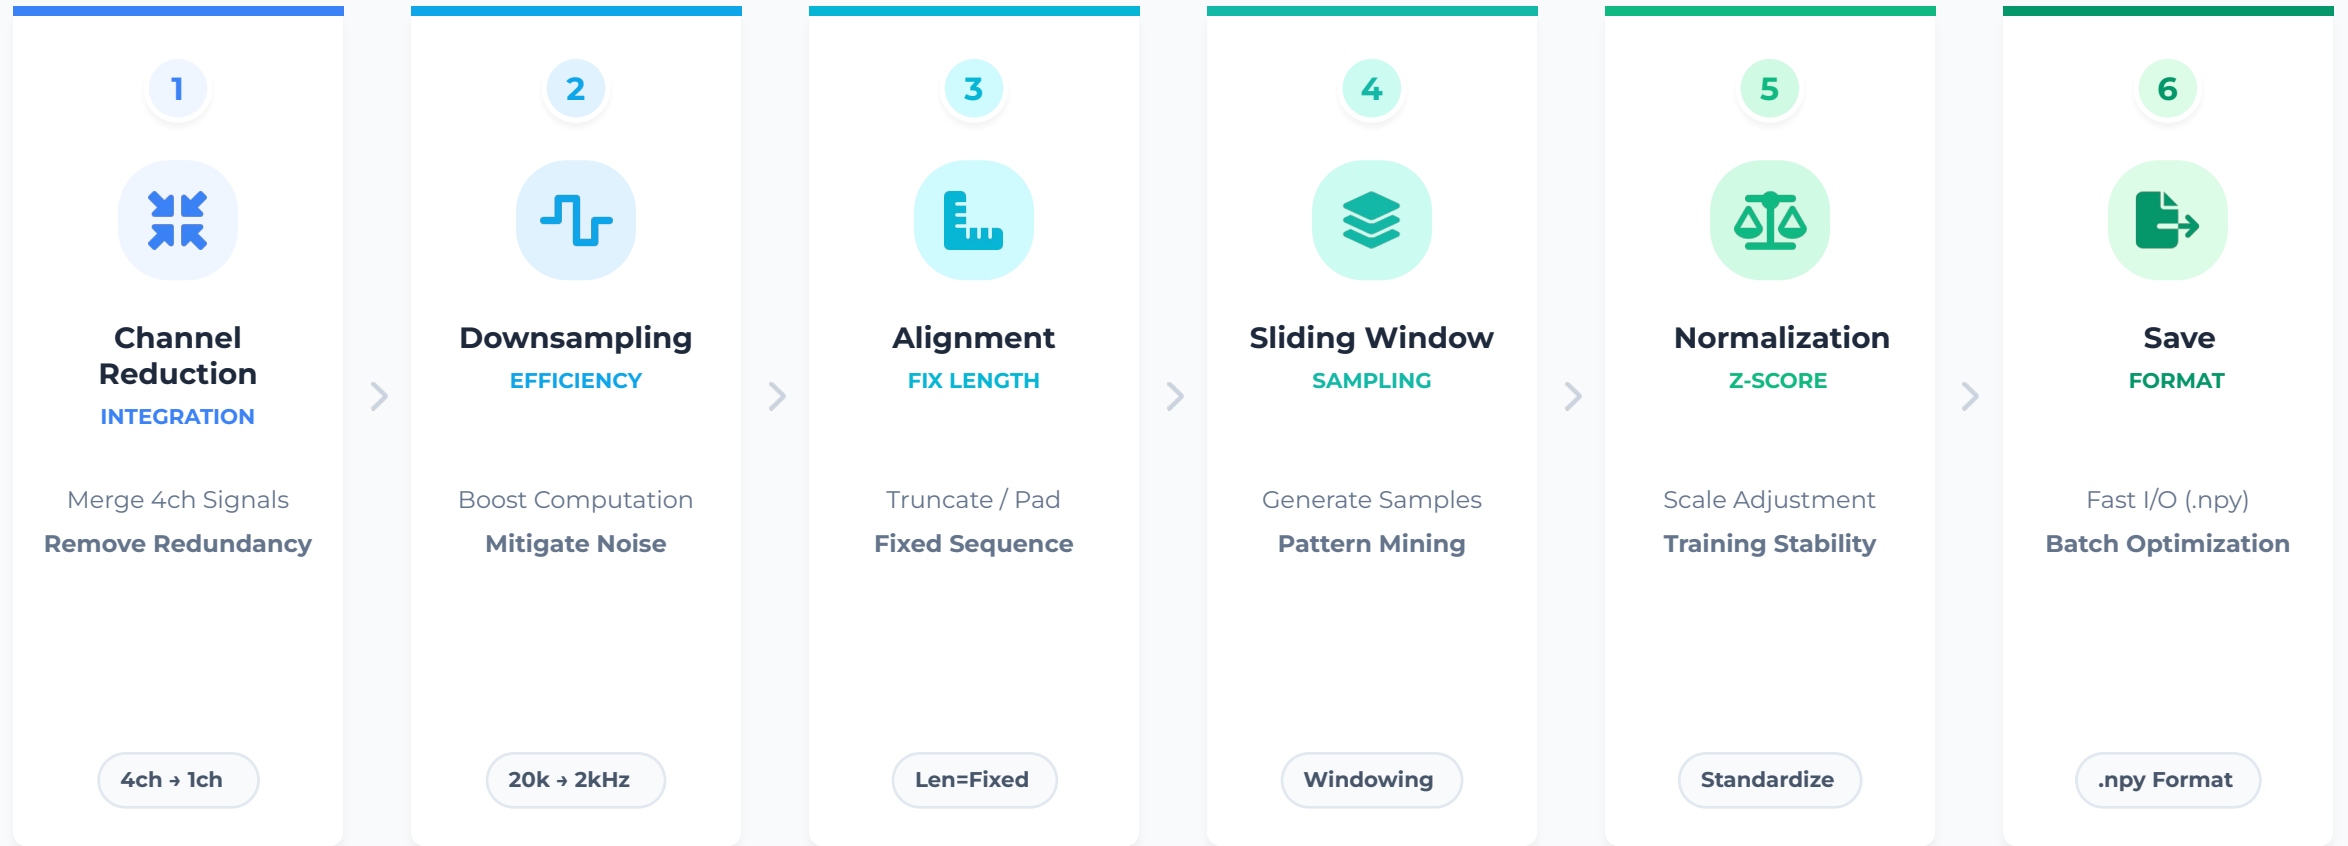 1
Channel
Reduction
INTEGRATION
Merge 4ch Signals
Remove Redundancy
4ch → 1ch
2
Downsampling
EFFICIENCY
Boost Computation
Mitigate Noise
20k → 2kHz
3
Alignment
FIX LENGTH
Truncate / Pad
Fixed Sequence
Len=Fixed
4
Sliding Window
SAMPLING
Generate Samples
Pattern Mining
Windowing
5
Normalization
Z-SCORE
Scale Adjustment
Training Stability
Standardize
6
Save
FORMAT
Fast I/O (.npy)
Batch Optimization
.npy Format